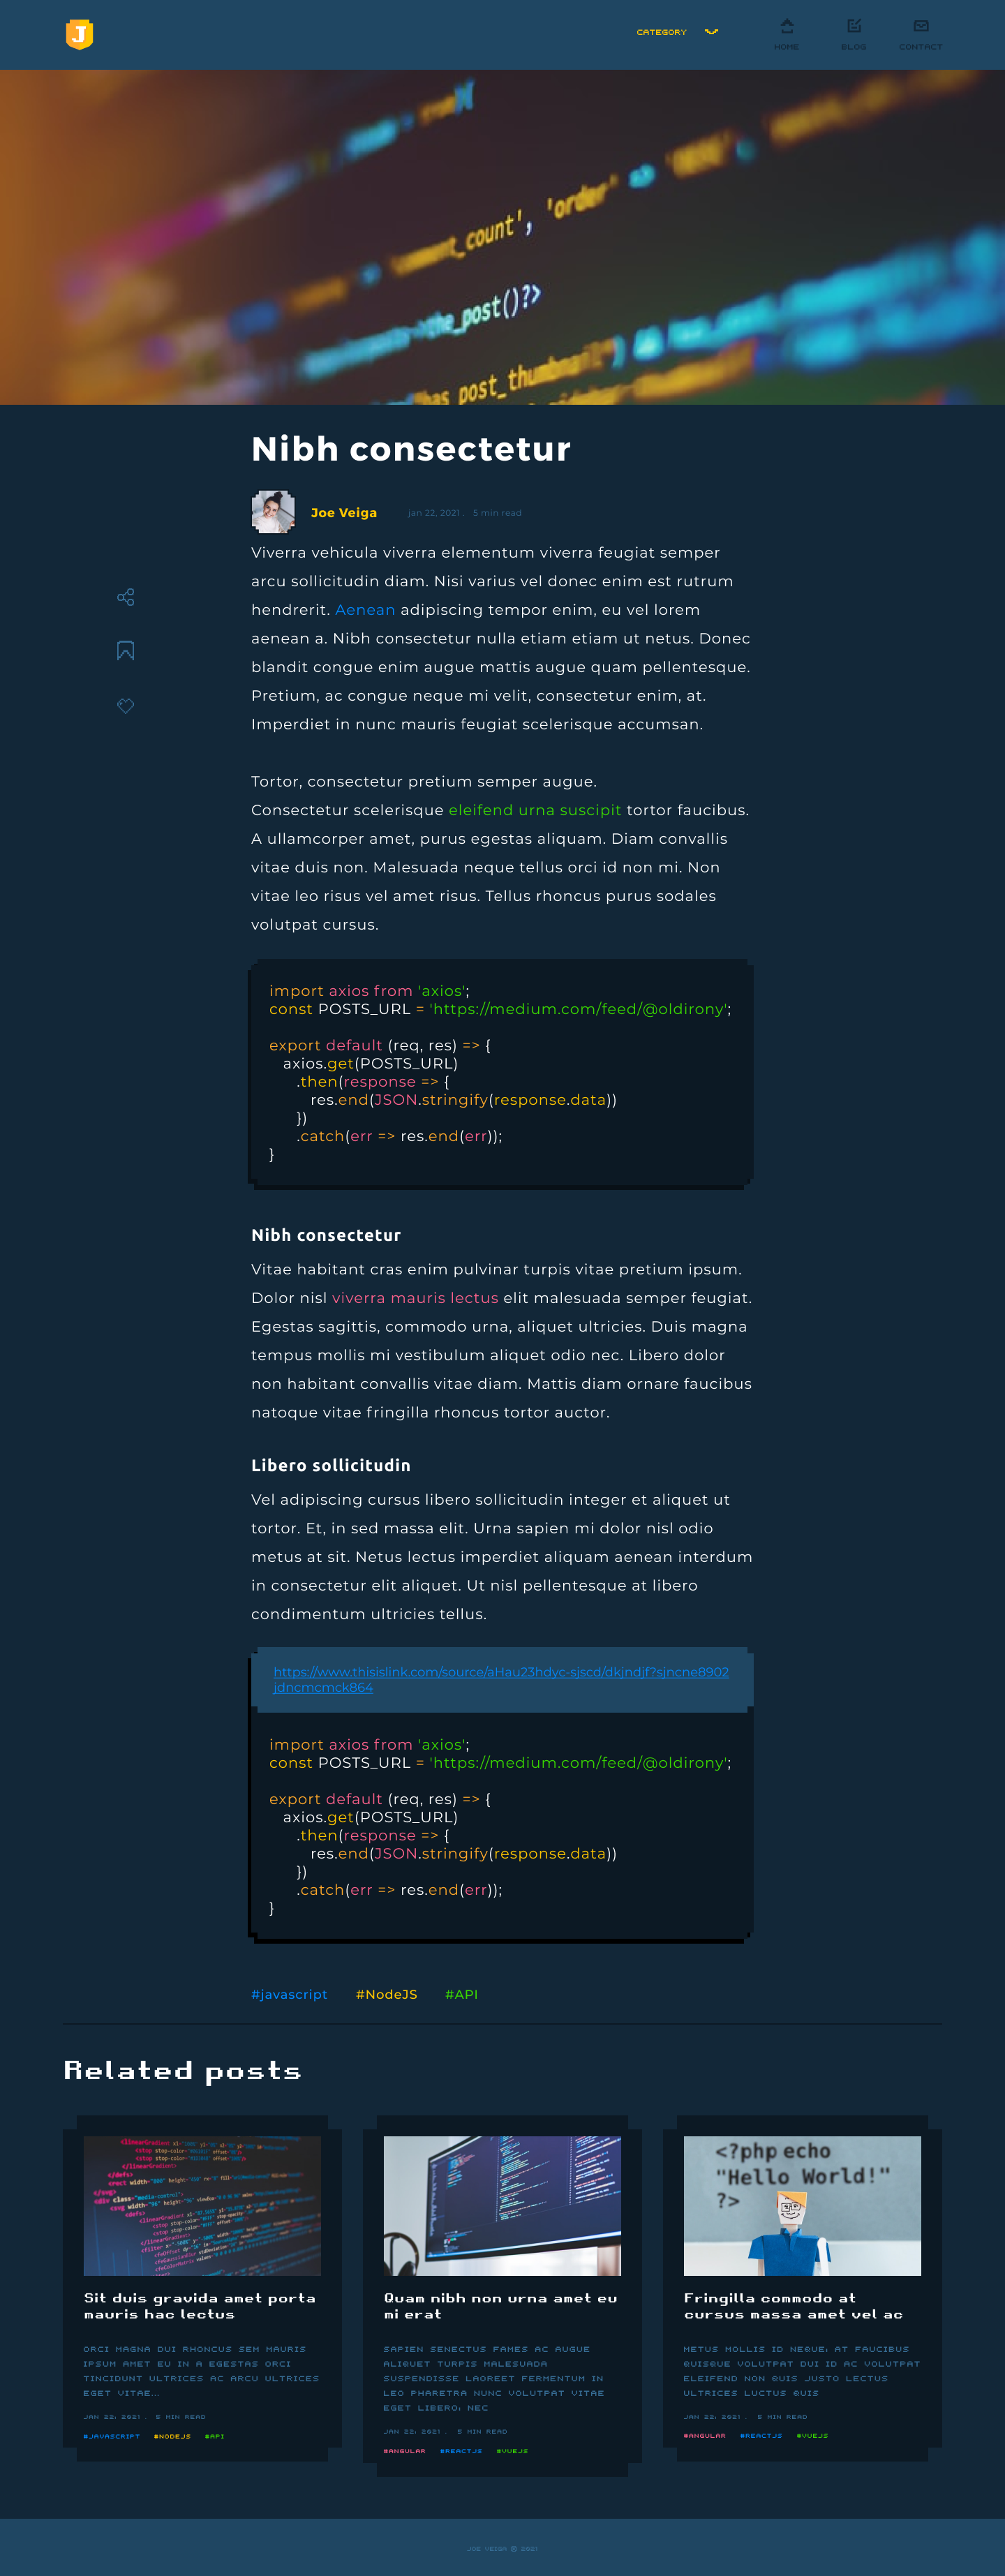 J
CATEGORY
HOME
BLOG
CONTACT
count', 'order'
the_post()?>
has_post_thumbnail
Nibh consectetur
Joe Veiga
jan 22, 2021 . 5 min read
Viverra vehicula viverra elementum viverra feugiat semper
arcu sollicitudin diam. Nisi varius vel donec enim est rutrum
hendrerit. Aenean adipiscing tempor enim, eu vel lorem
aenean a. Nibh consectetur nulla etiam etiam ut netus. Donec
blandit congue enim augue mattis augue quam pellentesque.
Pretium, ac congue neque mi velit, consectetur enim, at.
Imperdiet in nunc mauris feugiat scelerisque accumsan.
Tortor, consectetur pretium semper augue.
Consectetur scelerisque eleifend urna suscipit tortor faucibus.
A ullamcorper amet, purus egestas aliquam. Diam convallis
vitae duis non. Malesuada neque tellus orci id non mi. Non
vitae leo risus vel amet risus. Tellus rhoncus purus sodales
volutpat cursus.
import axios from 'axios';
const POSTS_URL = 'https://medium.com/feed/@oldirony';
export default (req, res) => {
axios.get(POSTS_URL)
.then(response => {
res.end(JSON.stringify(response.data))
})
.catch(err => res.end(err));
}
Nibh consectetur
Vitae habitant cras enim pulvinar turpis vitae pretium ipsum.
Dolor nisl viverra mauris lectus elit malesuada semper feugiat.
Egestas sagittis, commodo urna, aliquet ultricies. Duis magna
tempus mollis mi vestibulum aliquet odio nec. Libero dolor
non habitant convallis vitae diam. Mattis diam ornare faucibus
natoque vitae fringilla rhoncus tortor auctor.
Libero sollicitudin
Vel adipiscing cursus libero sollicitudin integer et aliquet ut
tortor. Et, in sed massa elit. Urna sapien mi dolor nisl odio
metus at sit. Netus lectus imperdiet aliquam aenean interdum
in consectetur elit aliquet. Ut nisl pellentesque at libero
condimentum ultricies tellus.
https://www.thisislink.com/source/aHau23hdyc-sjscd/dkjndjf?sjncne8902
jdncmcmck864
import axios from 'axios';
const POSTS_URL = 'https://medium.com/feed/@oldirony';
export default (req, res) => {
axios.get(POSTS_URL)
.then(response => {
res.end(JSON.stringify(response.data))
})
.catch(err => res.end(err));
}
#javascript #NodeJS #API
Related posts
Sit duis gravida amet porta
mauris hac lectus
ORCI MAGNA DUI RHONCUS SEM MAURIS
IPSUM AMET EU IN A EGESTAS ORCI
TINCIDUNT ULTRICES AC ARCU ULTRICES
EGET VITAE...
JAN 22, 2021 . 5 MIN READ
#JAVASCRIPT #NODEJS #API
Quam nibh non urna amet eu
mi erat
SAPIEN SENECTUS FAMES AC AUGUE
ALIQUET TURPIS MALESUADA
SUSPENDISSE LAOREET FERMENTUM IN
LEO PHARETRA NUNC VOLUTPAT VITAE
EGET LIBERO, NEC
JAN 22, 2021 . 5 MIN READ
#ANGULAR #REACTJS #VUEJS
<?php echo
"Hello World!"
?>
Fringilla commodo at
cursus massa amet vel ac
METUS MOLLIS ID NEQUE, AT FAUCIBUS
QUISQUE VOLUTPAT DUI ID AC VOLUTPAT
ELEIFEND NON QUIS JUSTO LECTUS
ULTRICES LUCTUS QUIS
JAN 22, 2021 . 5 MIN READ
#ANGULAR #REACTJS #VUEJS
JOE VEIGA @ 2021